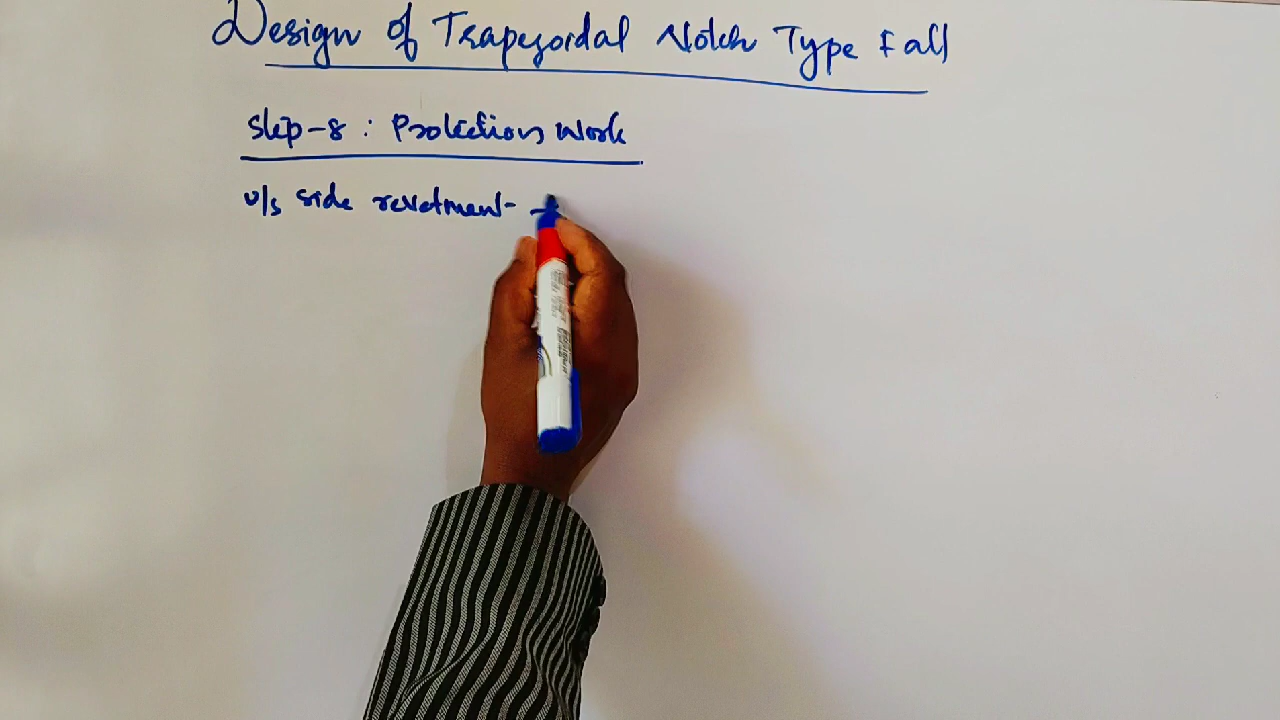 Design of Trapezoidal Notch Type Fall
Step-8 : Protection Work
u/s side revetment-